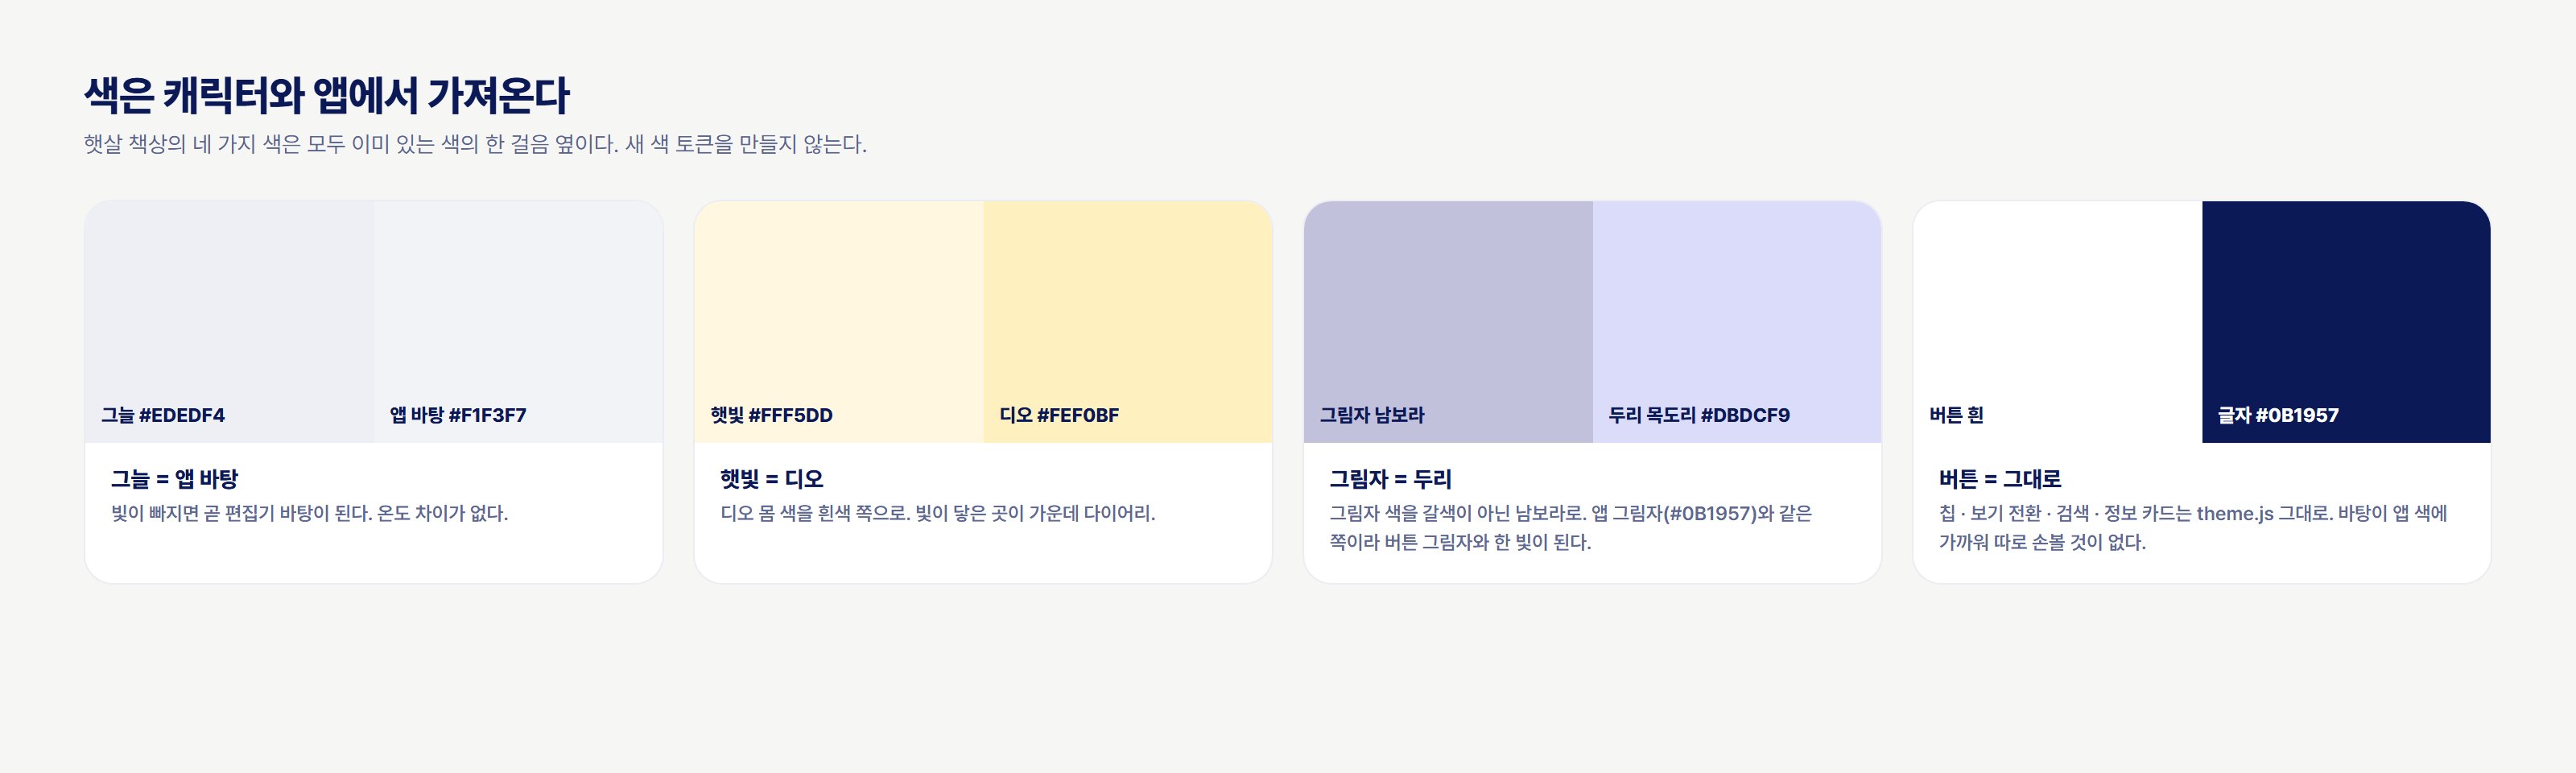 색은 캐릭터와 앱에서 가져온다
햇살 책상의 네 가지 색은 모두 이미 있는 색의 한 걸음 옆이다. 새 색 토큰을 만들지 않는다.
그늘 #EDEDF4
앱 바탕 #F1F3F7
그늘 = 앱 바탕
빛이 빠지면 곧 편집기 바탕이 된다. 온도 차이가 없다.
햇빛 #FFF5DD
디오 #FEF0BF
햇빛 = 디오
디오 몸 색을 흰색 쪽으로. 빛이 닿은 곳이 가운데 다이어리.
그림자 남보라
두리 목도리 #DBDCF9
그림자 = 두리
그림자 색을 갈색이 아닌 남보라로. 앱 그림자(#0B1957)와 같은
쪽이라 버튼 그림자와 한 빛이 된다.
버튼 흰
글자 #0B1957
버튼 = 그대로
칩 · 보기 전환 · 검색 · 정보 카드는 theme.js 그대로. 바탕이 앱 색에
가까워 따로 손볼 것이 없다.